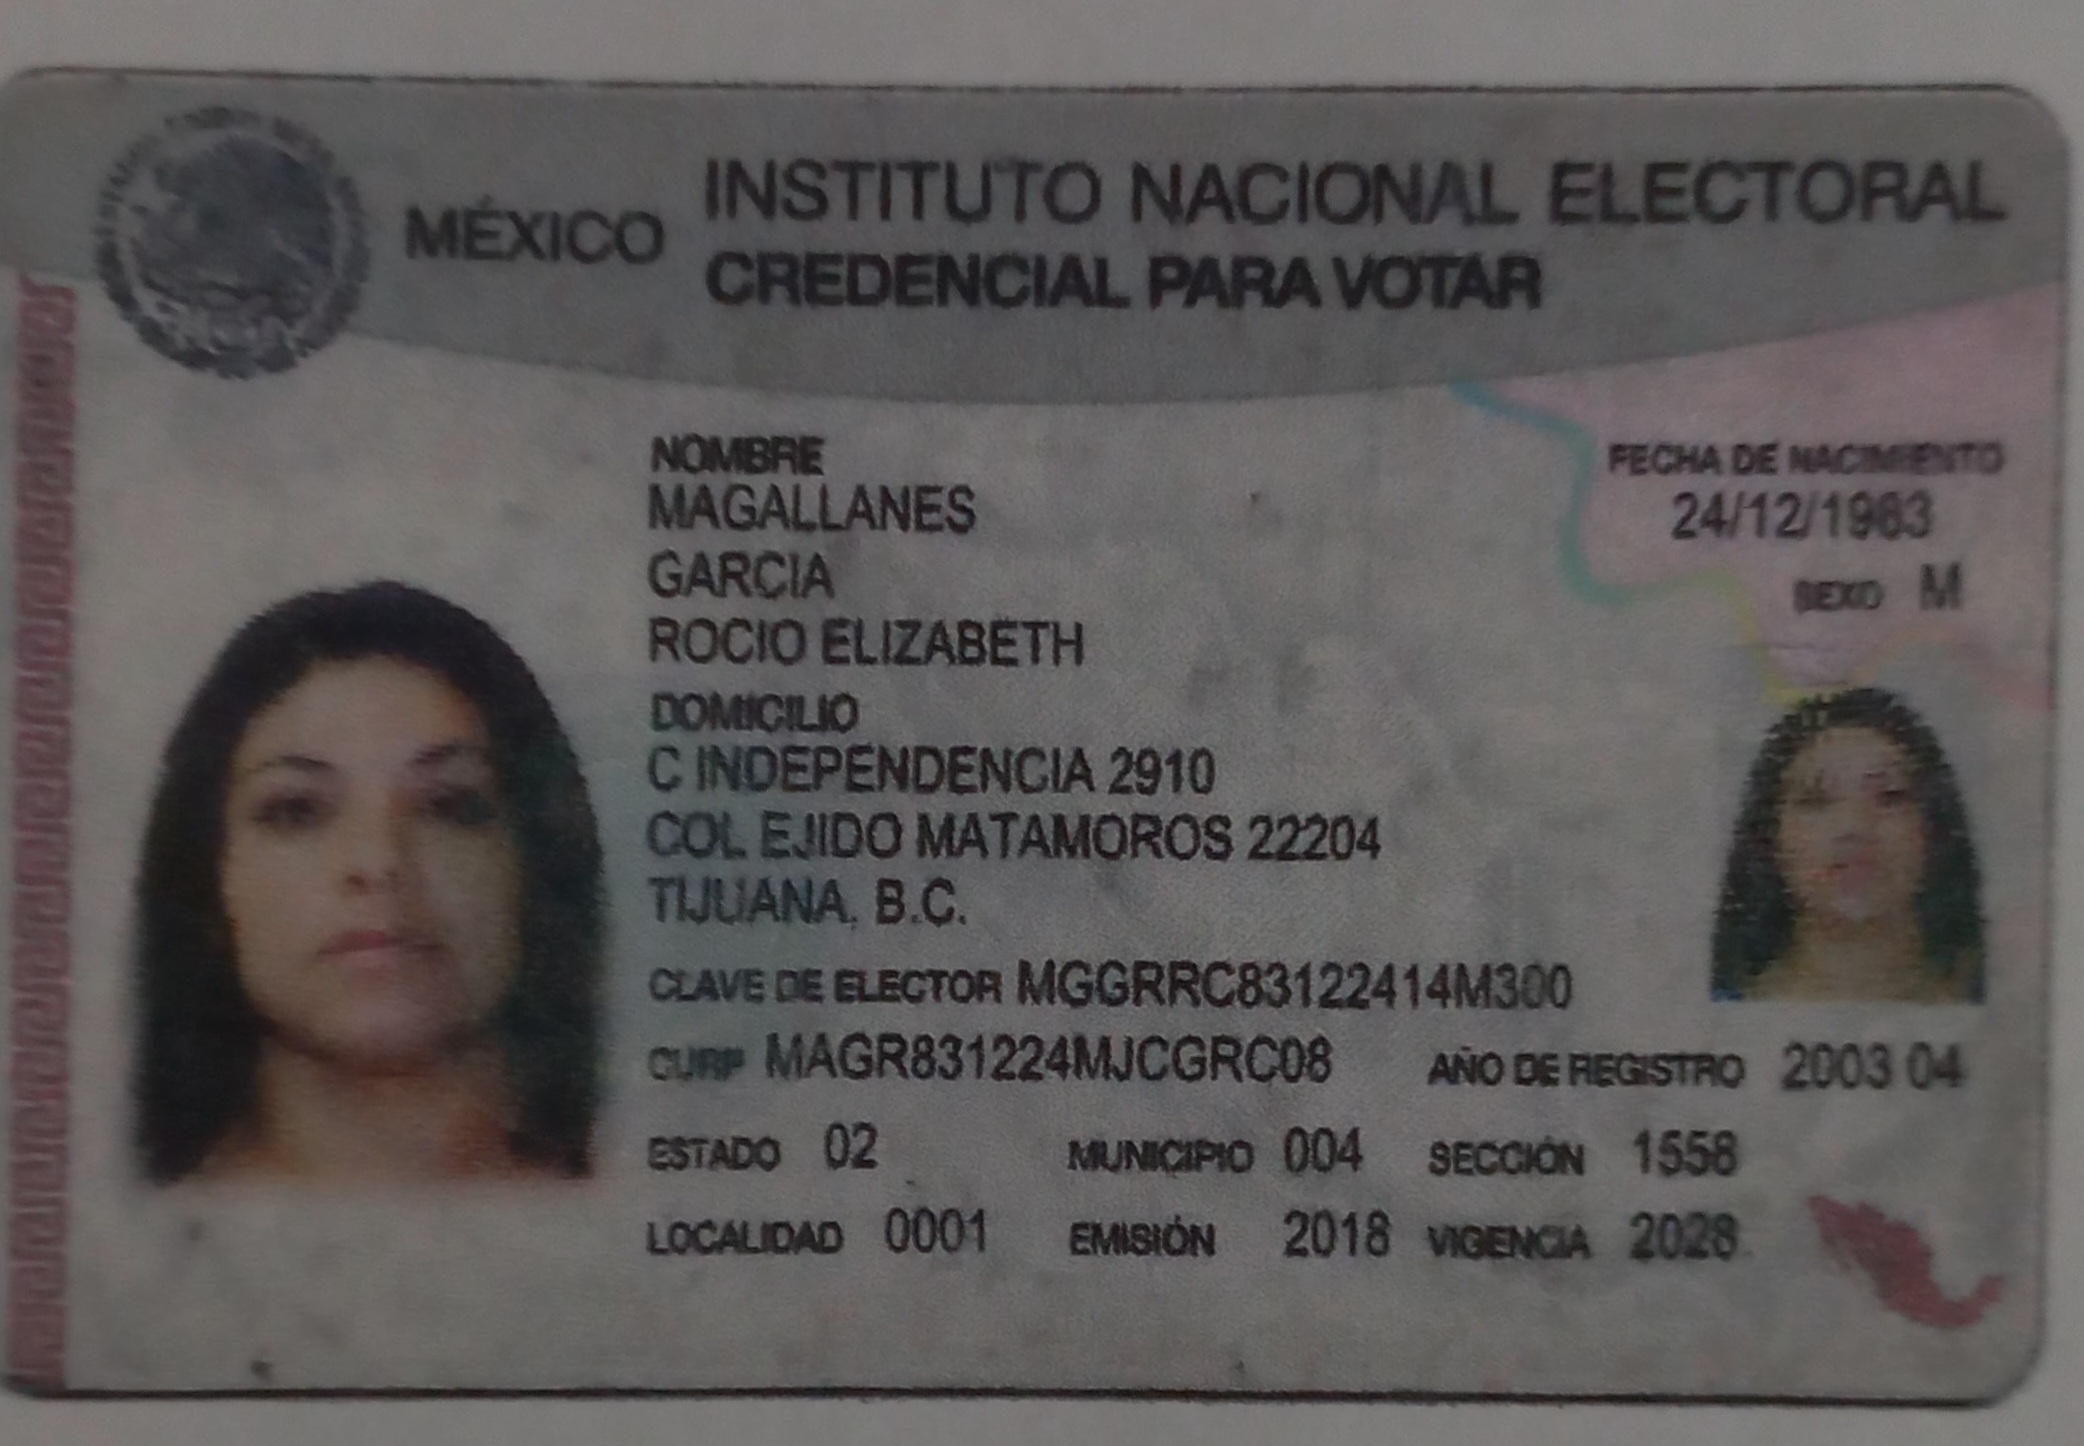 MÉXICO
INSTITUTO NACIONAL ELECTORAL
CREDENCIAL PARA VOTAR
NOMBRE
MAGALLANES
GARCIA
ROCIO ELIZABETH
DOMICILIO
C INDEPENDENCIA 2910
COL EJIDO MATAMOROS 22204
TIJUANA, B.C.
FECHA DE NACIMIENTO
24/12/1983
SEXO M
CLAVE DE ELECTOR MGGRRC83122414M300
CURP MAGR831224MJCGRC08 AÑO DE REGISTRO 2003 04
ESTADO 02 MUNICIPIO 004 SECCIÓN 1558
LOCALIDAD 0001 EMISIÓN 2018 VIGENCIA 2028